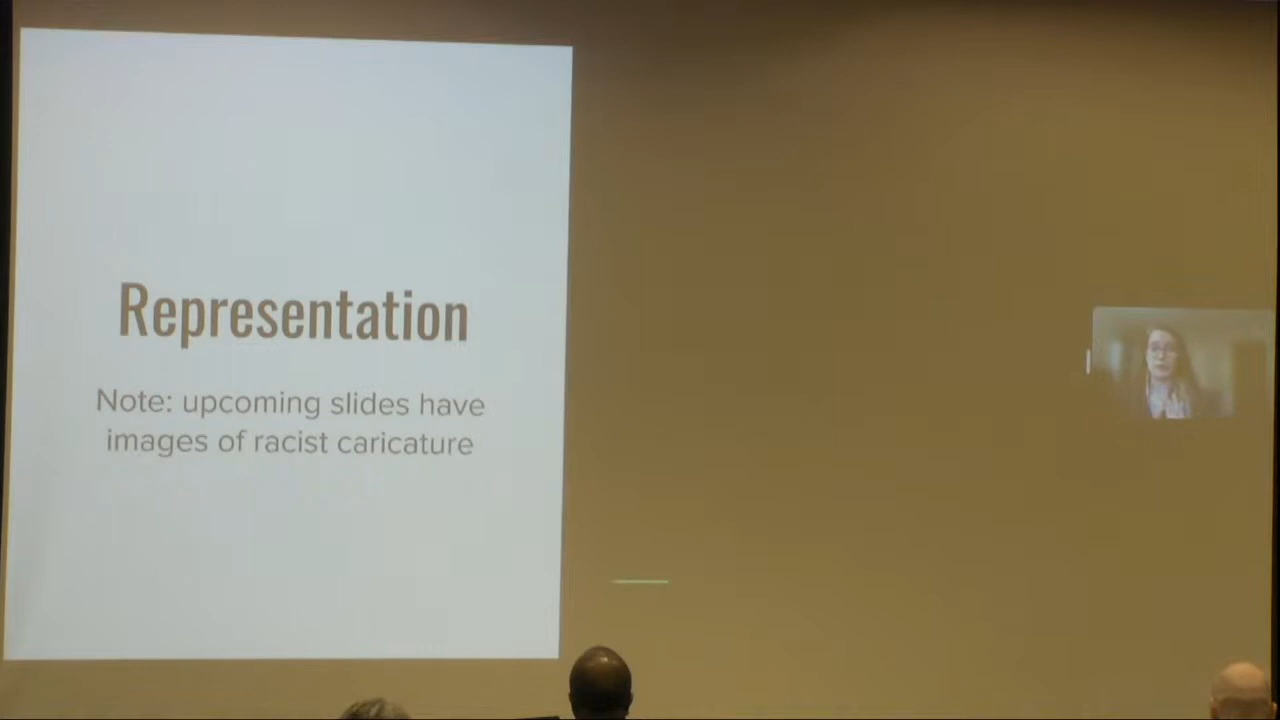 Representation
Note: upcoming slides have
images of racist caricature